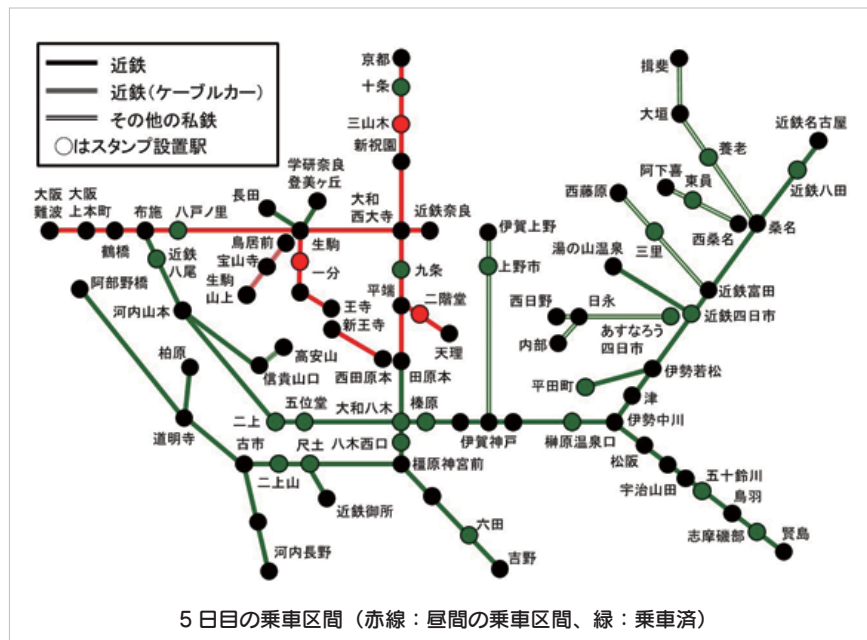 近鉄
近鉄(ケーブルカー)
その他の私鉄
○はスタンプ設置駅
京都
十条
三山木
新祝園
学研奈良
登美ヶ丘
長田
大和
西大寺
近鉄奈良
大阪
難波
大阪
上本町
布施
八戸ノ里
鶴橋
鳥居前
宝山寺
生駒
生駒
山上
一分
近鉄
八尾
阿部野橋
河内山本
王寺
新王寺
九条
平端
二階堂
天理
西田原本
田原本
柏原
高安山
信貴山口
道明寺
二上
五位堂
大和八木
榛原
八木西口
古市
尺土
二上山
近鉄御所
橿原神宮前
河内長野
六田
吉野
伊賀上野
上野市
伊賀神戸
榊原温泉口
伊勢中川
揖斐
大垣
養老
近鉄名古屋
近鉄八田
阿下喜
東員
西桑名
桑名
西藤原
三里
湯の山温泉
近鉄富田
西日野
日永
内部
あすなろう
四日市
近鉄四日市
伊勢若松
平田町
津
松阪
宇治山田
五十鈴川
鳥羽
志摩磯部
賢島
5日目の乗車区間(赤線:昼間の乗車区間、緑:乗車済)